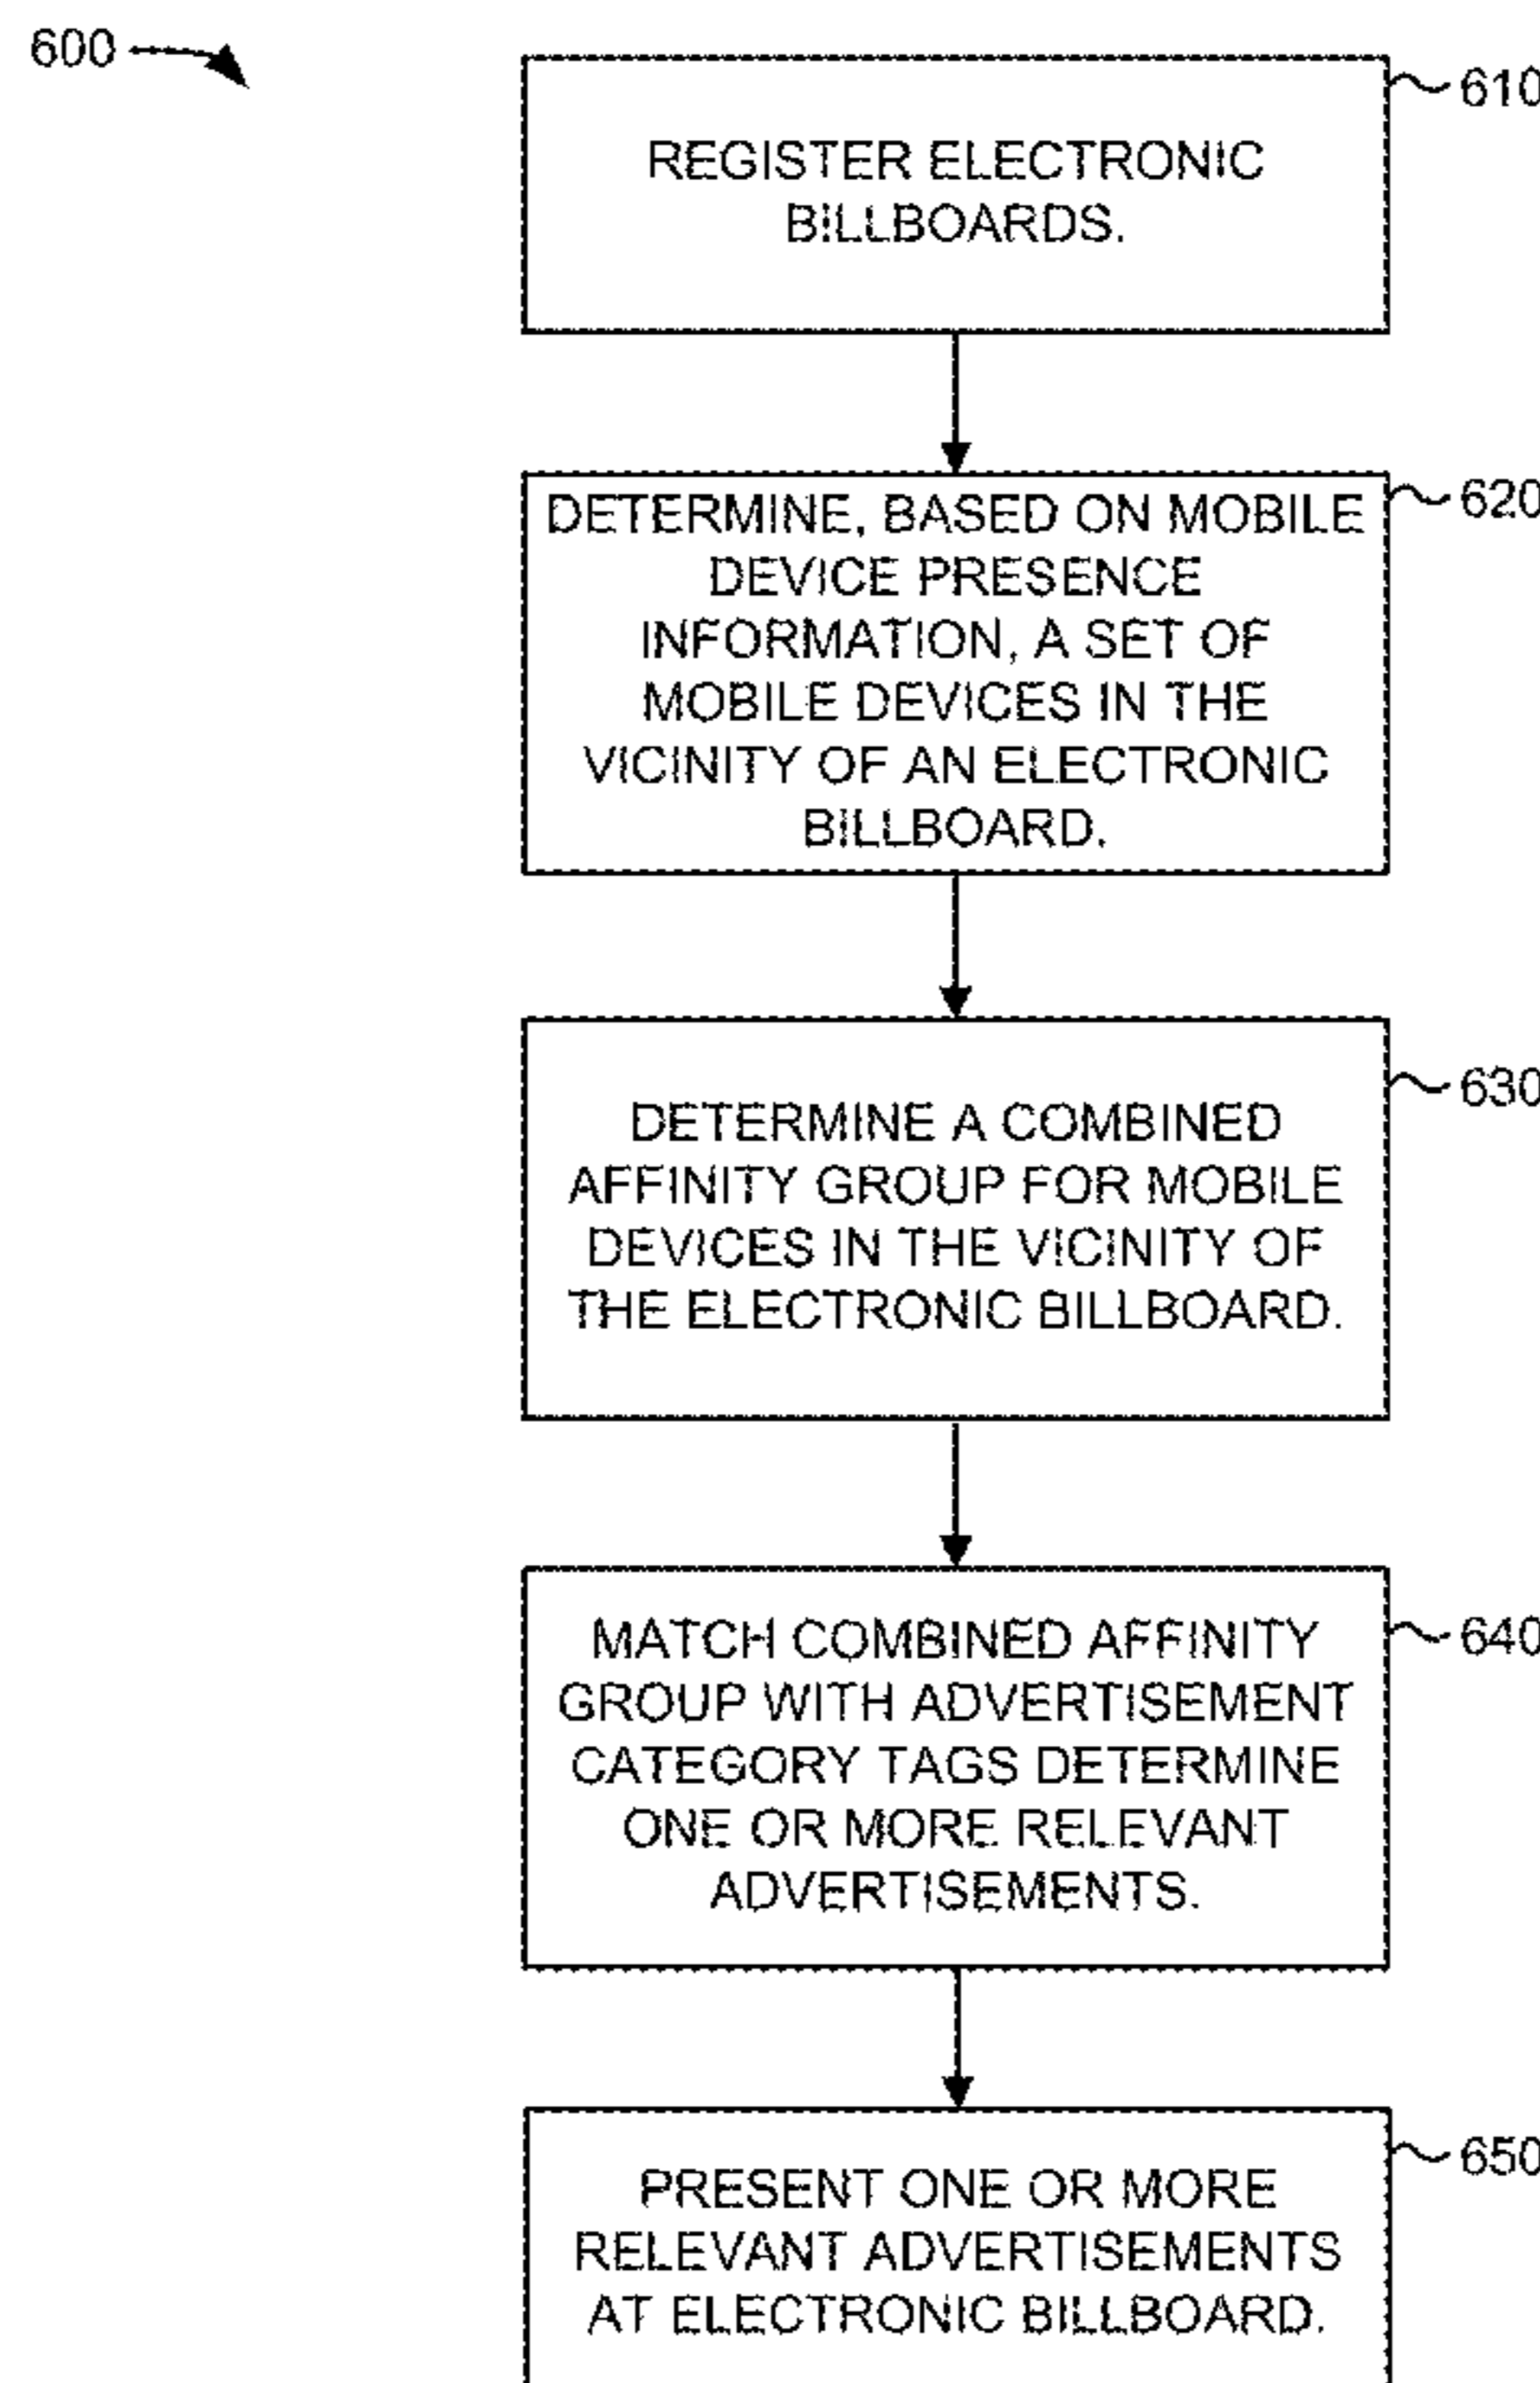 600
610
REGISTER ELECTRONIC
BILLBOARDS.
620
DETERMINE, BASED ON MOBILE
DEVICE PRESENCE
INFORMATION, A SET OF
MOBILE DEVICES IN THE
VICINITY OF AN ELECTRONIC
BILLBOARD.
630
DETERMINE A COMBINED
AFFINITY GROUP FOR MOBILE
DEVICES IN THE VICINITY OF
THE ELECTRONIC BILLBOARD.
640
MATCH COMBINED AFFINITY
GROUP WITH ADVERTISEMENT
CATEGORY TAGS DETERMINE
ONE OR MORE RELEVANT
ADVERTISEMENTS.
650
PRESENT ONE OR MORE
RELEVANT ADVERTISEMENTS
AT ELECTRONIC BILLBOARD.